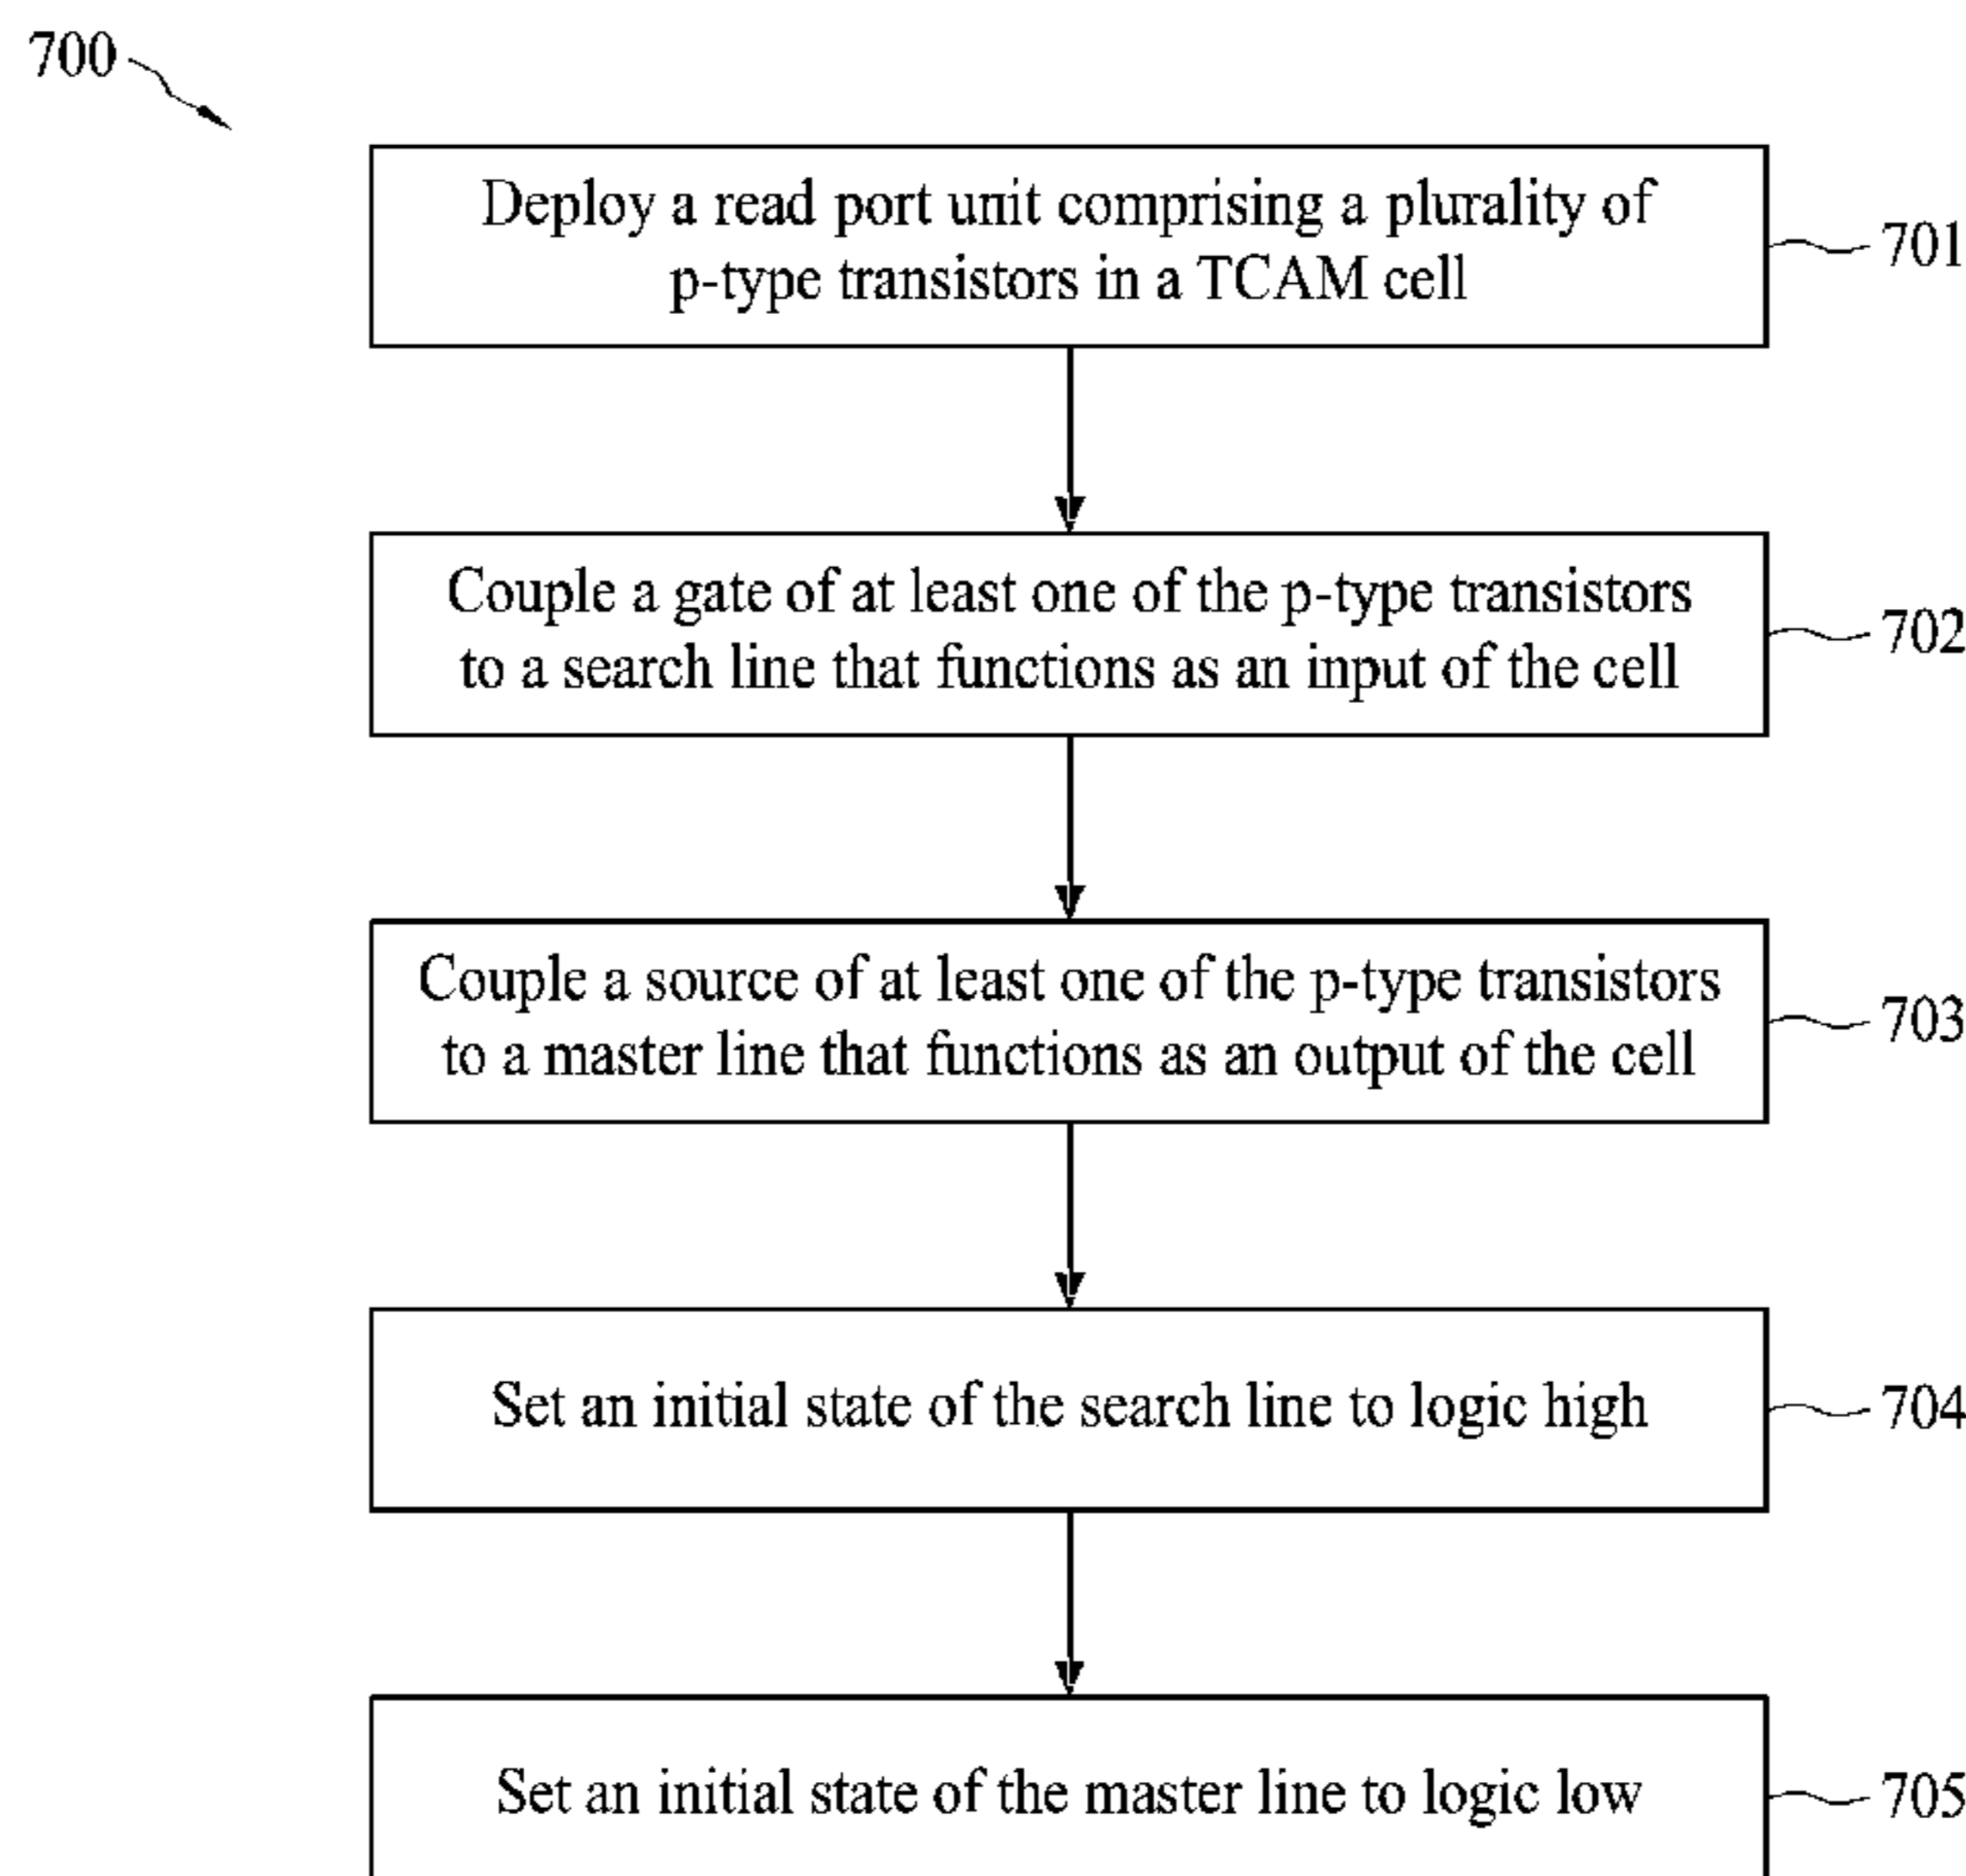 700
Deploy a read port unit comprising a plurality of
p-type transistors in a TCAM cell
701
Couple a gate of at least one of the p-type transistors
to a search line that functions as an input of the cell
702
Couple a source of at least one of the p-type transistors
to a master line that functions as an output of the cell
703
Set an initial state of the search line to logic high
704
Set an initial state of the master line to logic low
705